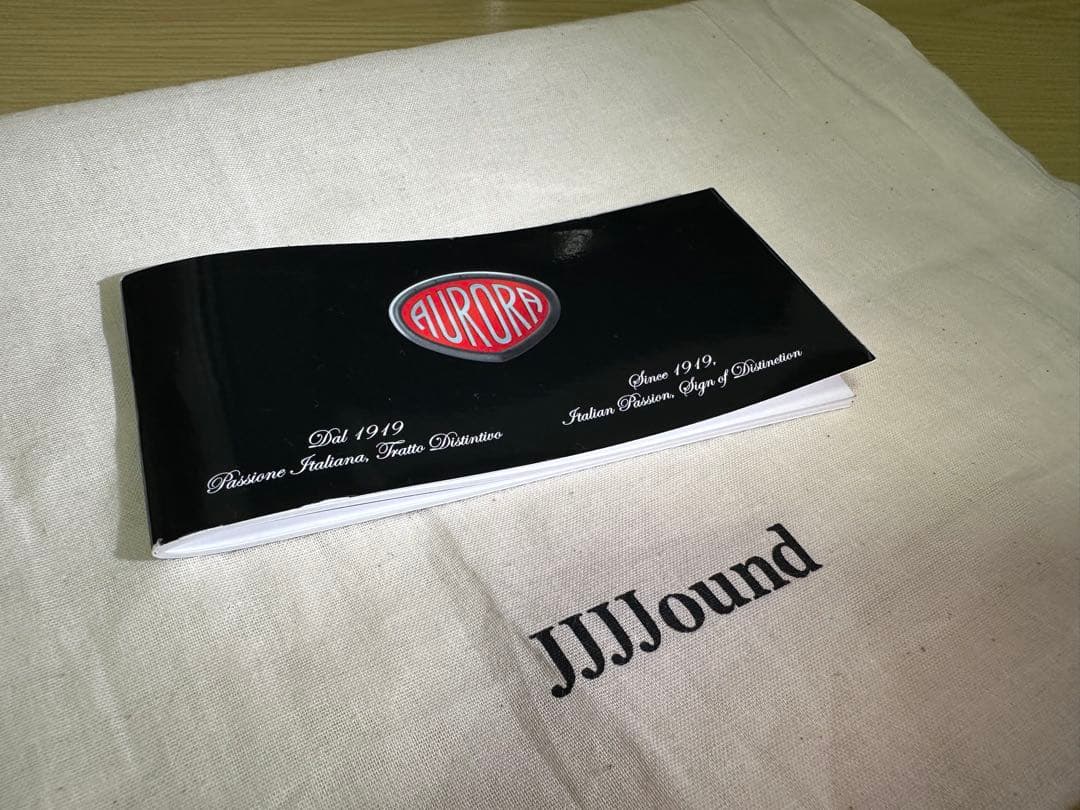 AURORA
Dal 1919
Passione Italiana, Tratto Distintivo
Since 1919,
Italian Passion, Sign of Distinction
JJJJound